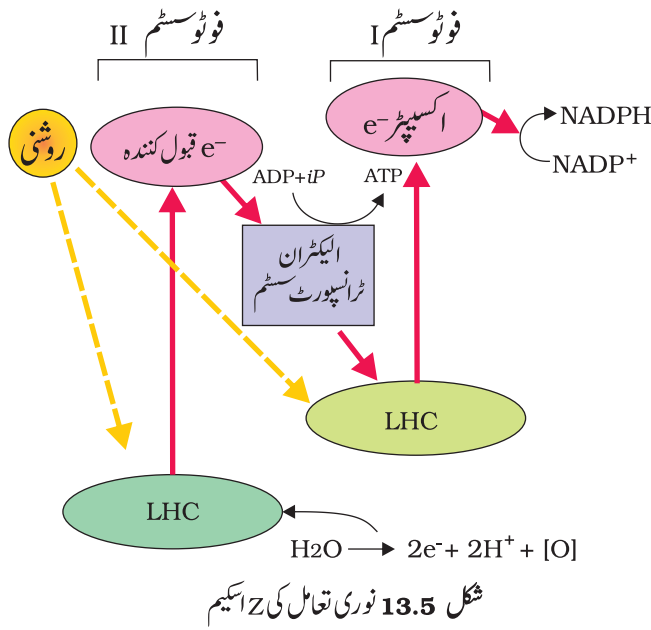 فوٹوسسٹم II
فوٹوسسٹم I
روشنی
e⁻ قبول کنندہ
اکسیپٹر e⁻
NADPH
NADP⁺
ADP+iP
ATP
الیکٹران
ٹرانسپورٹ سسٹم
LHC
LHC
H2O → 2e⁻ + 2H⁺ + [O]
شکل 13.5 نوری تعامل کی Z اسکیم